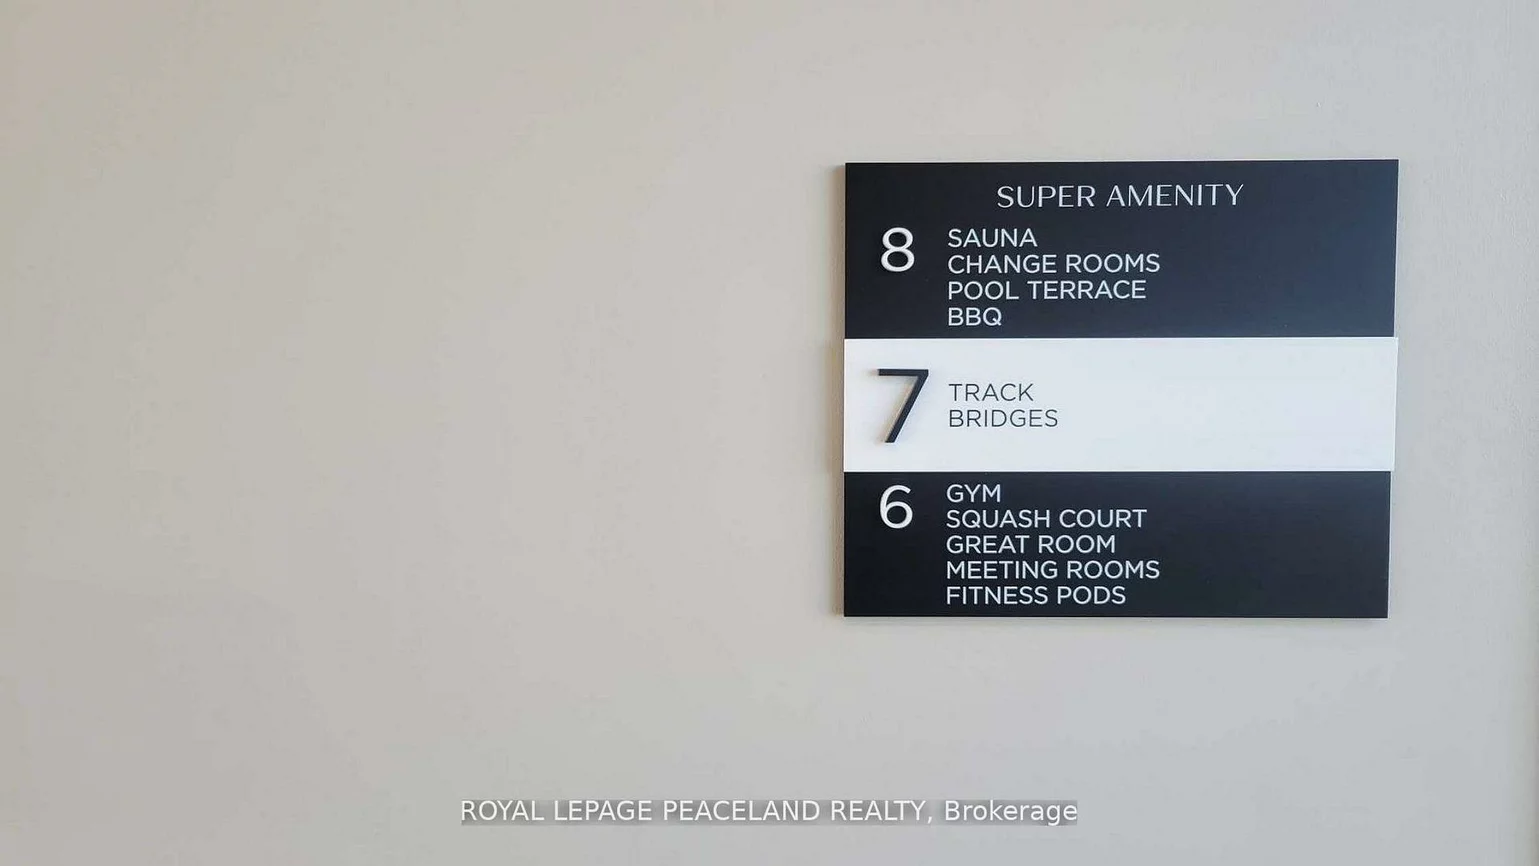 SUPER AMENITY
8
SAUNA
CHANGE ROOMS
POOL TERRACE
BBQ
7
TRACK
BRIDGES
6
GYM
SQUASH COURT
GREAT ROOM
MEETING ROOMS
FITNESS PODS
ROYAL LEPAGE PEACELAND REALTY, Brokerage